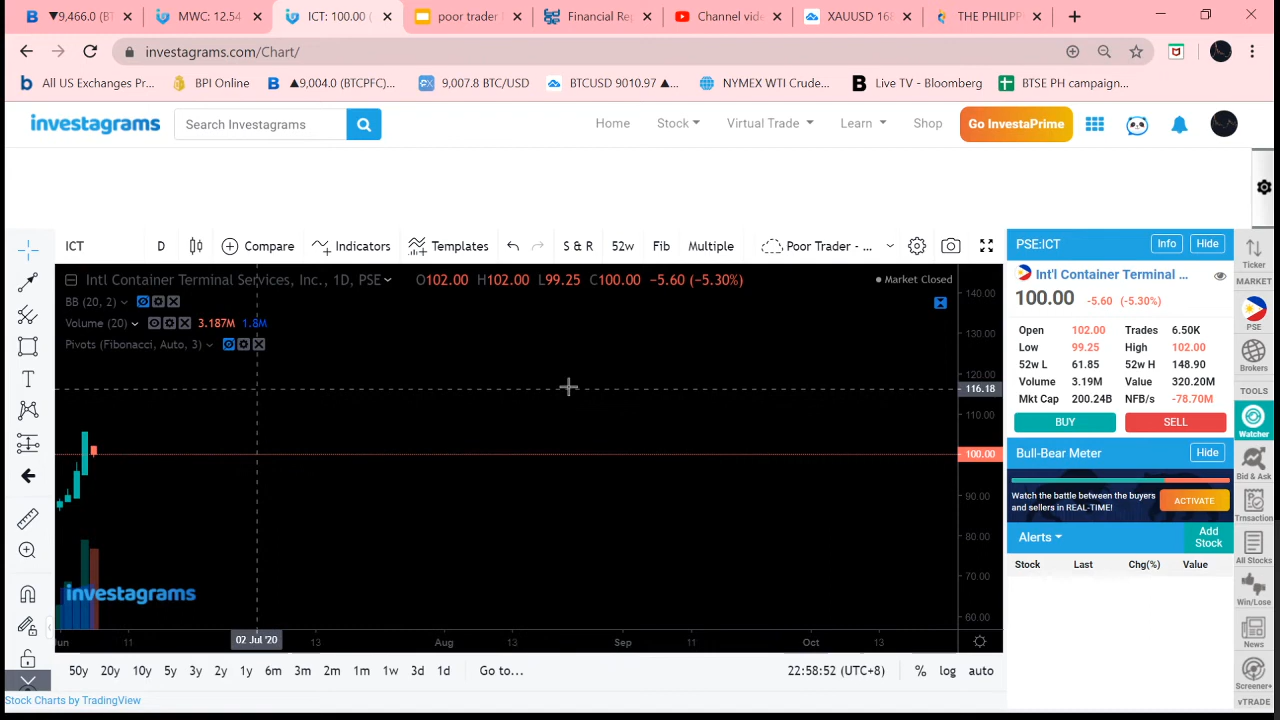 ▼9,466.0 (BT
MWC: 12.54
ICT: 100.00 (
poor trader
Financial Rep
Channel vide
XAUUSD 168
THE PHILIPP
investagrams.com/Chart/
All US Exchanges Pr...
BPI Online
▲9,004.0 (BTCPFC)...
9,007.8 BTC/USD
BTCUSD 9010.97 ▲...
NYMEX WTI Crude...
Live TV - Bloomberg
BTSE PH campaign...
investagrams
Search Investagrams
Home
Stock
Virtual Trade
Learn
Shop
Go InvestaPrime
ICT
D
Compare
Indicators
Templates
S & R
52w
Fib
Multiple
Poor Trader - ...
Intl Container Terminal Services, Inc., 1D, PSE
O102.00 H102.00 L99.25 C100.00 −5.60 (−5.30%)
Market Closed
BB (20, 2)
Volume (20)
3.187M 1.8M
Pivots (Fibonacci, Auto, 3)
140.00
130.00
120.00
116.18
110.00
100.00
90.00
80.00
70.00
60.00
investagrams
Jun
11
02 Jul '20
13
Aug
13
Sep
11
Oct
13
50y 20y 10y 5y 3y 2y 1y 6m 3m 2m 1m 1w 3d 1d Go to...
22:58:52 (UTC+8)
% log auto
Stock Charts by TradingView
PSE:ICT
Info
Hide
Int'l Container Terminal ...
100.00 -5.60 (-5.30%)
Open 102.00 Trades 6.50K
Low 99.25 High 102.00
52w L 61.85 52w H 148.90
Volume 3.19M Value 320.20M
Mkt Cap 200.24B NFB/s -78.70M
BUY
SELL
Bull-Bear Meter
Hide
Watch the battle between the buyers
and sellers in REAL-TIME!
ACTIVATE
Alerts
Add
Stock
Stock Last Chg(%) Value
Ticker
MARKET
PSE
Brokers
TOOLS
Watcher
Bid & Ask
Trnsaction
All Stocks
Win/Lose
News
Screener+
vTRADE